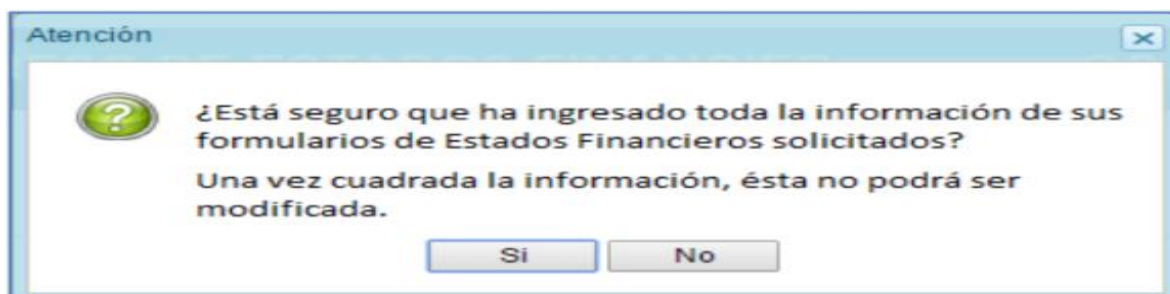 Atención
¿Está seguro que ha ingresado toda la información de sus
formularios de Estados Financieros solicitados?
Una vez cuadrada la información, ésta no podrá ser
modificada.
Si
No